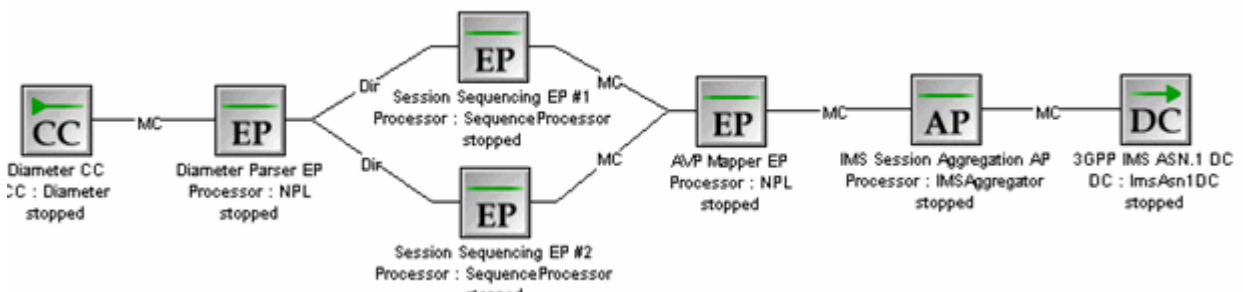 CC
MC
Diameter CC
CC : Diameter
stopped
EP
Diameter Parser EP
Processor : NPL
stopped
Dir
Dir
EP
Session Sequencing EP #1
Processor : SequenceProcessor
stopped
EP
Session Sequencing EP #2
Processor : SequenceProcessor
stopped
MC
MC
EP
AVP Mapper EP
Processor : NPL
stopped
MC
AP
IMS Session Aggregation AP
Processor : IMSAggregator
stopped
MC
DC
3GPP IMS ASN.1 DC
DC : ImsAsn1DC
stopped